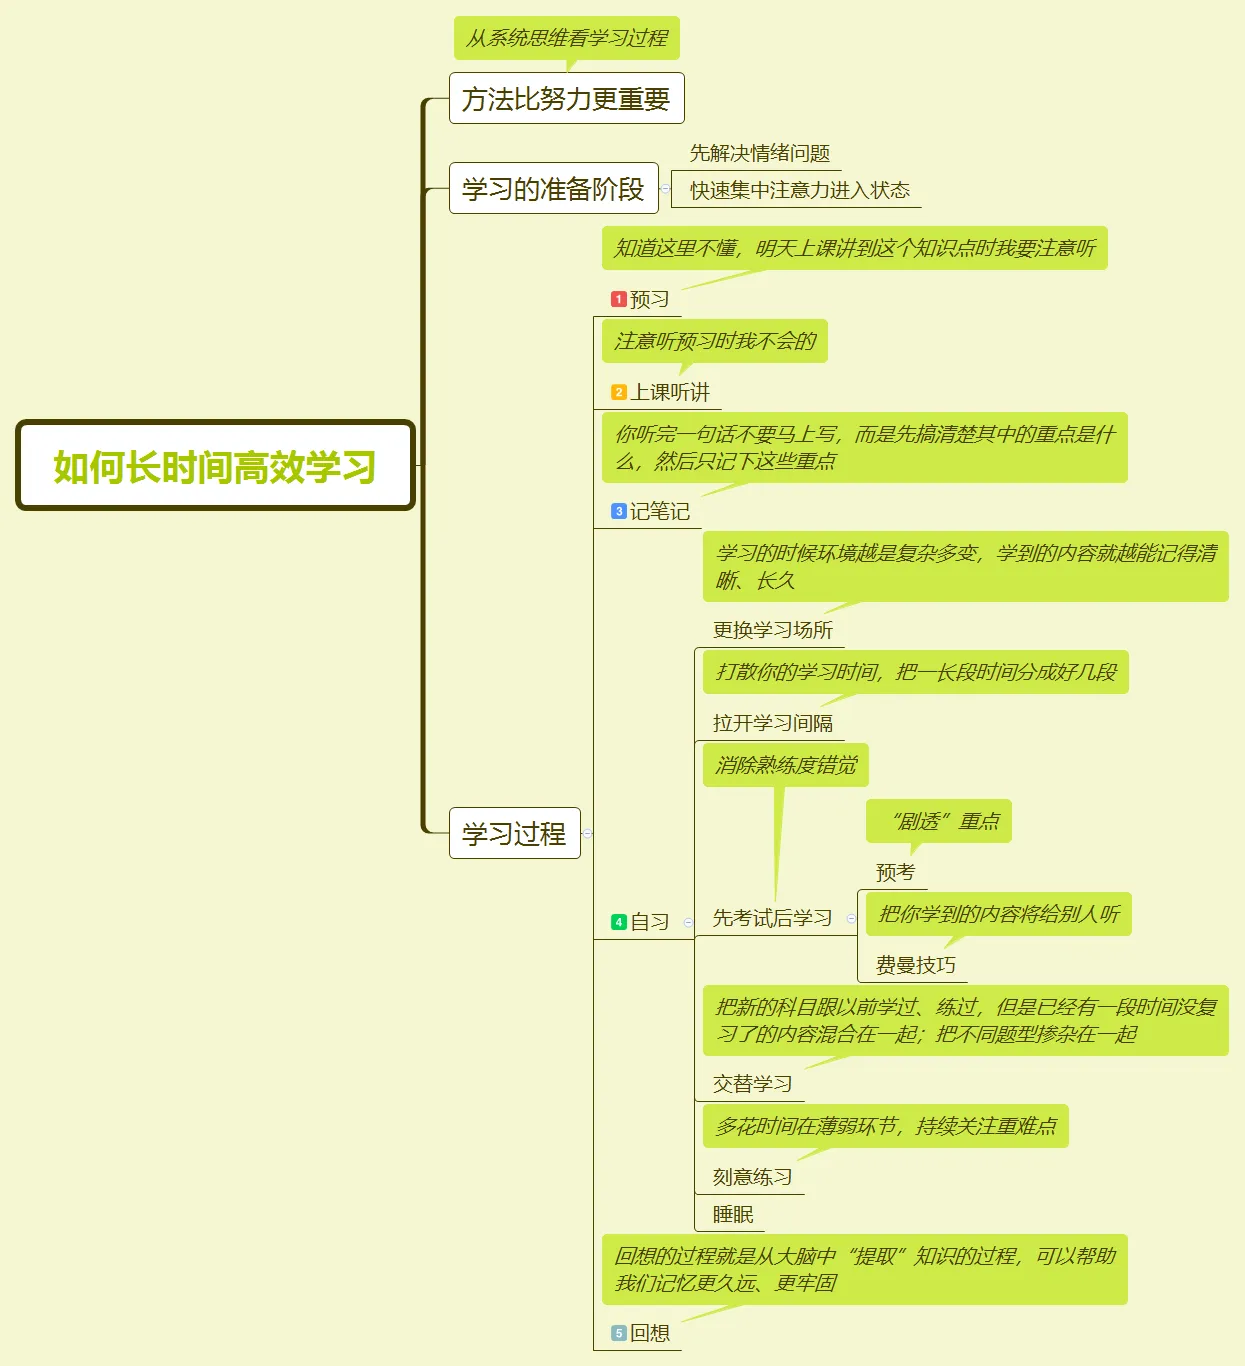 从系统思维看学习过程
方法比努力更重要
先解决情绪问题
学习的准备阶段
快速集中注意力进入状态
知道这里不懂，明天上课讲到这个知识点时我要注意听
1 预习
注意听预习时我不会的
2 上课听讲
你听完一句话不要马上写，而是先搞清楚其中的重点是什
么，然后只记下这些重点
如何长时间高效学习
3 记笔记
学习的时候环境越是复杂多变，学到的内容就越能记得清
晰、长久
更换学习场所
打散你的学习时间，把一长段时间分成好几段
拉开学习间隔
消除熟练度错觉
学习过程
“剧透”重点
预考
4 自习
先考试后学习
把你学到的内容将给别人听
费曼技巧
把新的科目跟以前学过、练过，但是已经有一段时间没复
习了的内容混合在一起；把不同题型掺杂在一起
交替学习
多花时间在薄弱环节，持续关注重难点
刻意练习
睡眠
回想的过程就是从大脑中“提取”知识的过程，可以帮助
我们记忆更久远、更牢固
5 回想